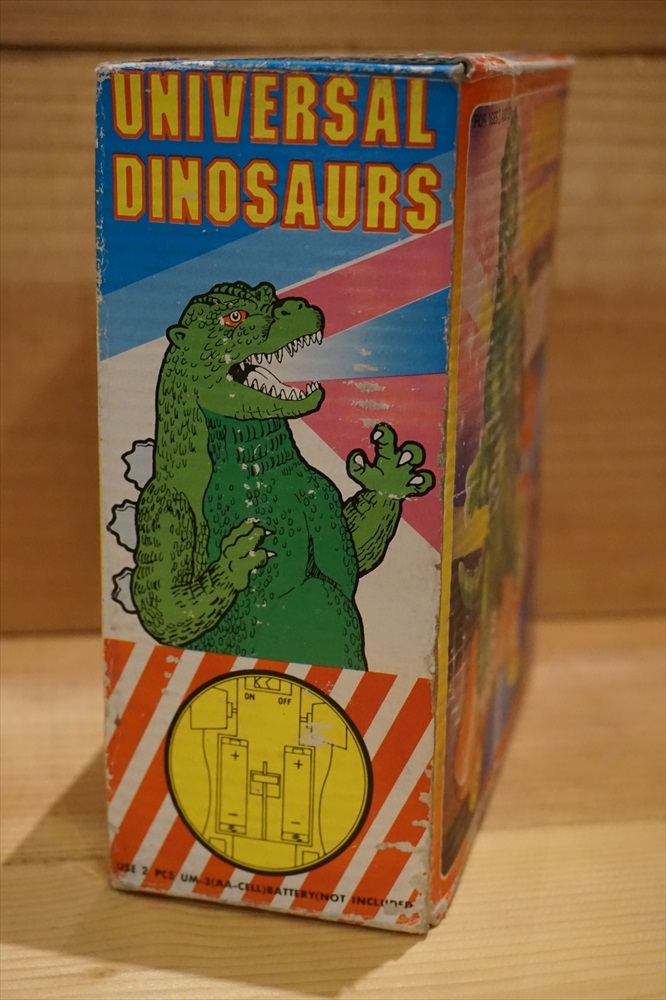 UNIVERSAL
DINOSAURS
ON OFF
+ +
- -
USE 2 PCS UM-3(AA-CELL)BATTERY(NOT INCLUDED